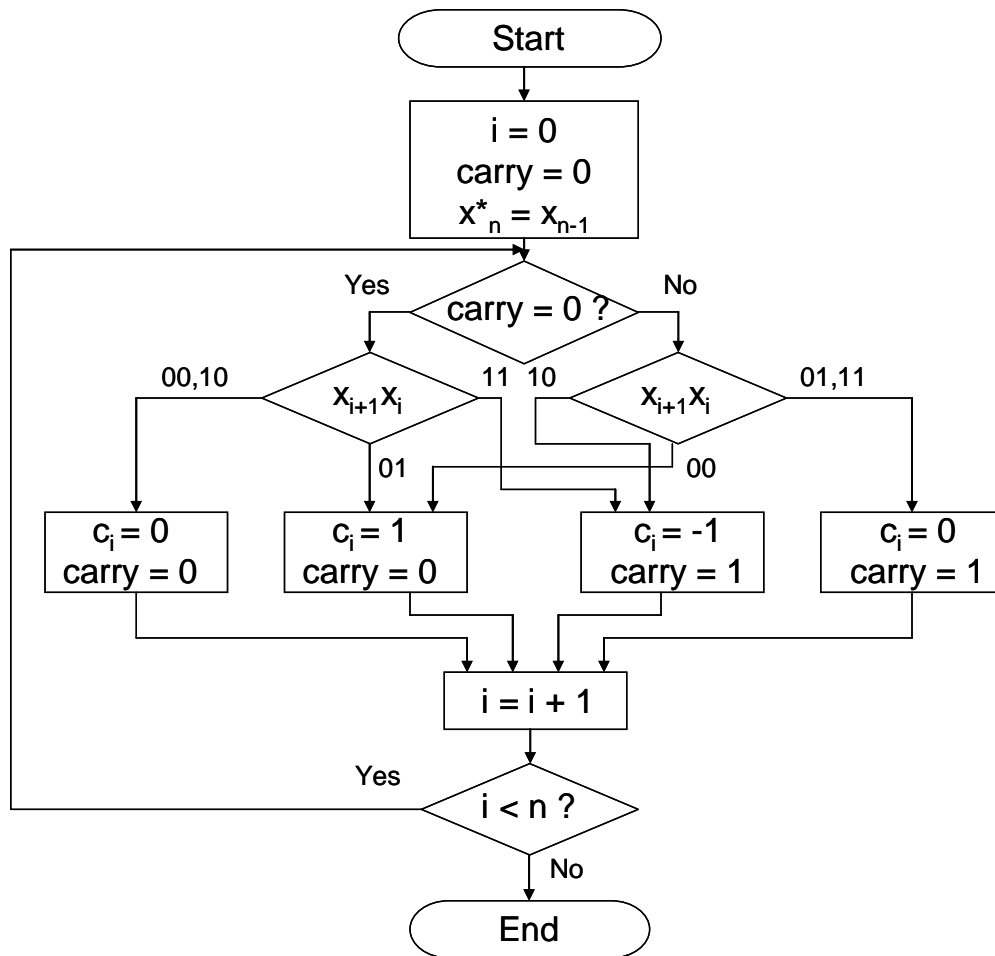 Start
i = 0
carry = 0
x*n = xn-1
Yes
No
carry = 0 ?
00,10
xi+1xi
11
10
xi+1xi
01,11
01
00
ci = 0
carry = 0
ci = 1
carry = 0
ci = -1
carry = 1
ci = 0
carry = 1
i = i + 1
Yes
i < n ?
No
End